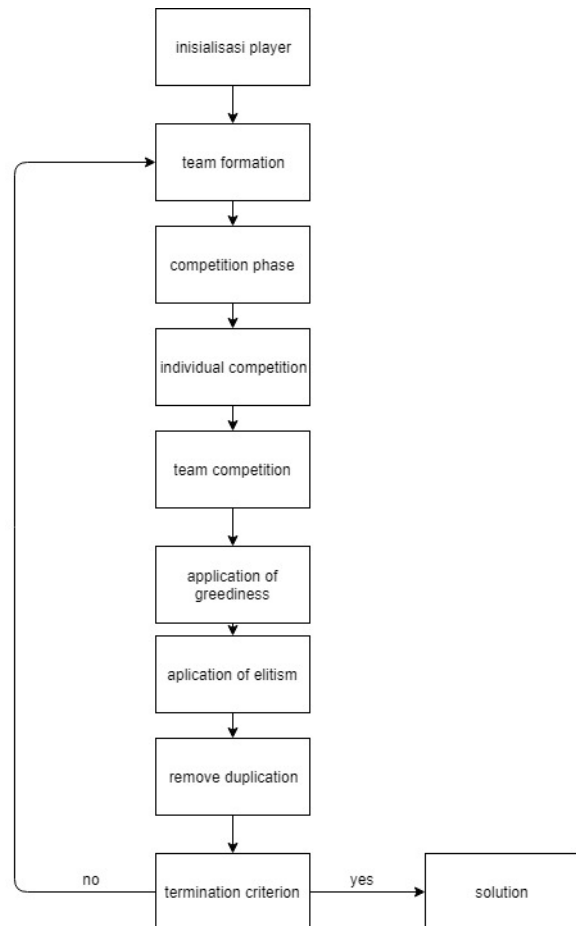 inisialisasi player
team formation
competition phase
individual competition
team competition
application of
greediness
aplication of elitism
remove duplication
no
termination criterion
yes
solution